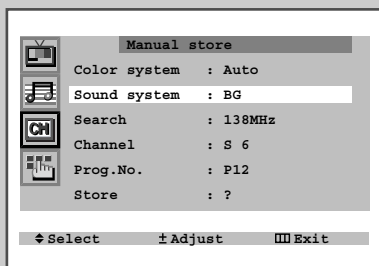 Manual store
Color system : Auto
Sound system : BG
Search : 138MHz
CH Channel : S 6
Prog.No. : P12
Store : ?
Select ± Adjust Exit